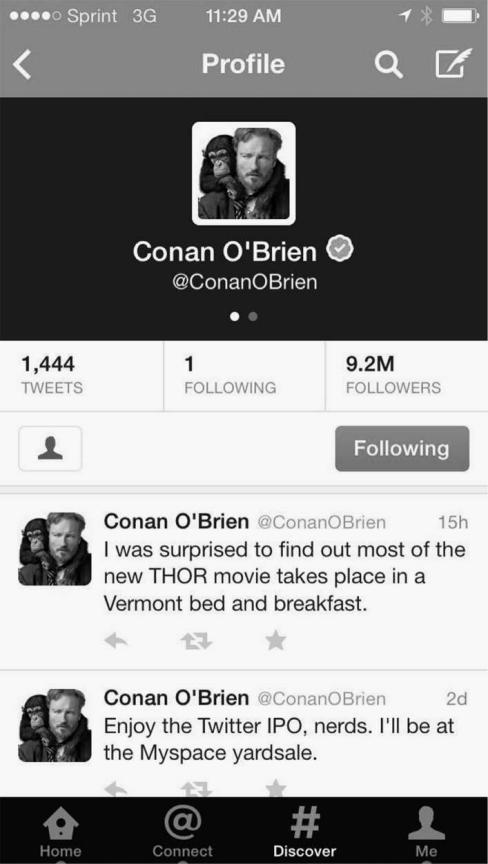 Sprint 3G 11:29 AM
Profile
Conan O'Brien
@ConanOBrien
1,444 1 9.2M
TWEETS FOLLOWING FOLLOWERS
Following
Conan O'Brien @ConanOBrien 15h
I was surprised to find out most of the
new THOR movie takes place in a
Vermont bed and breakfast.
Conan O'Brien @ConanOBrien 2d
Enjoy the Twitter IPO, nerds. I'll be at
the Myspace yardsale.
@ #
Home Connect Discover Me